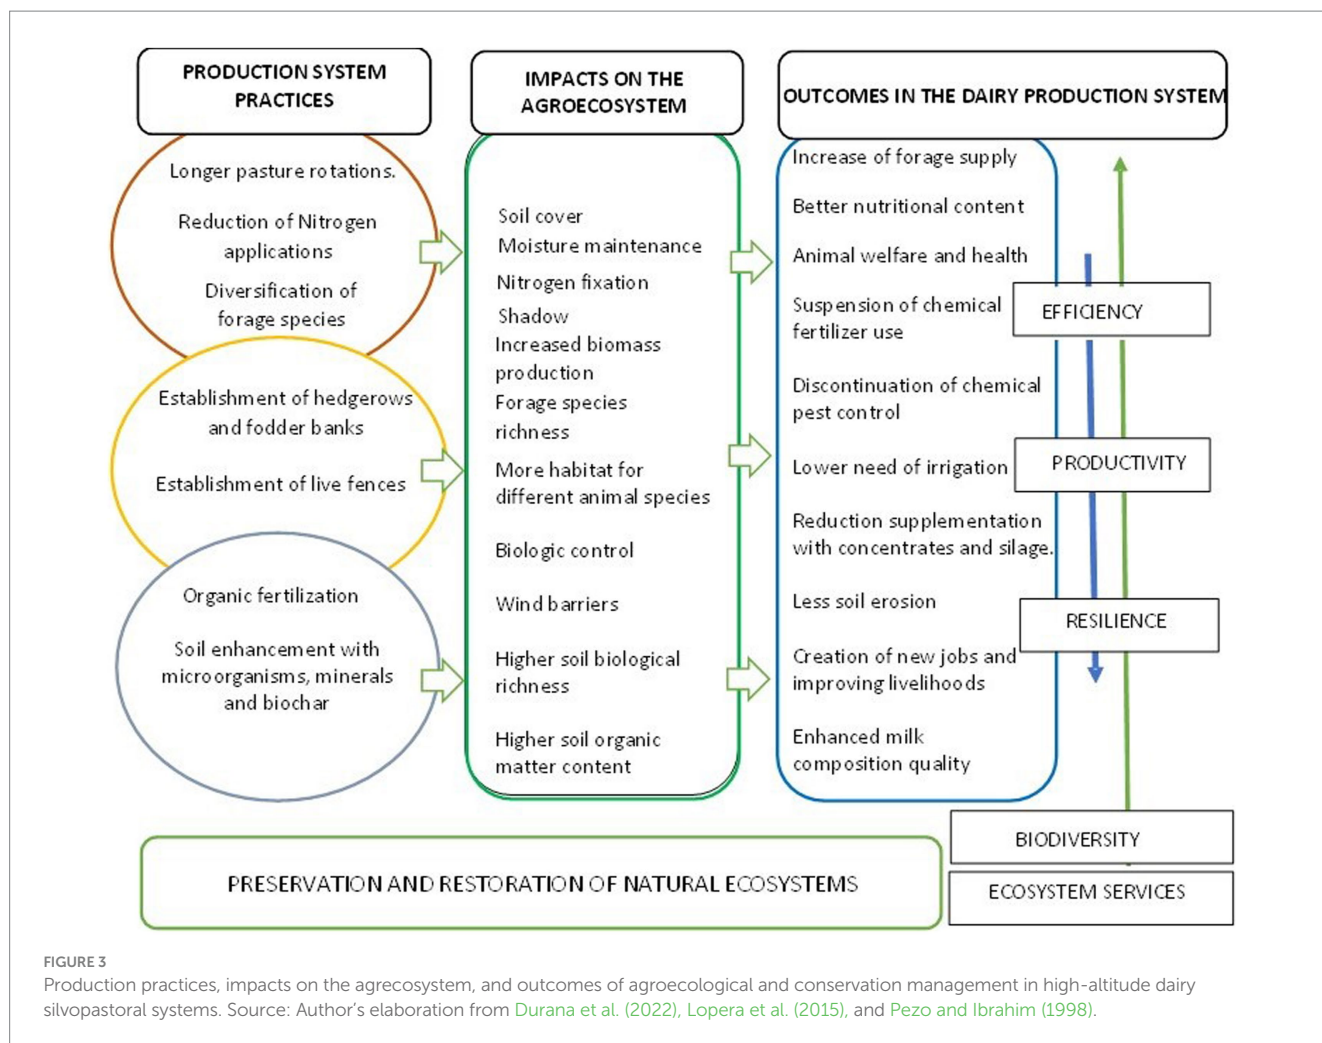 PRODUCTION SYSTEM
PRACTICES
IMPACTS ON THE
AGROECOSYSTEM
OUTCOMES IN THE DAIRY PRODUCTION SYSTEM
Longer pasture rotations.
Reduction of Nitrogen
applications
Diversification of
forage species
Establishment of hedgerows
and fodder banks
Establishment of live fences
Organic fertilization
Soil enhancement with
microorganisms, minerals
and biochar
Soil cover
Moisture maintenance
Nitrogen fixation
Shadow
Increased biomass
production
Forage species
richness
More habitat for
different animal species
Biologic control
Wind barriers
Higher soil biological
richness
Higher soil organic
matter content
Increase of forage supply
Better nutritional content
Animal welfare and health
Suspension of chemical
fertilizer use
Discontinuation of chemical
pest control
Lower need of irrigation
Reduction supplementation
with concentrates and silage.
Less soil erosion
Creation of new jobs and
improving livelihoods
Enhanced milk
composition quality
EFFICIENCY
PRODUCTIVITY
RESILIENCE
BIODIVERSITY
ECOSYSTEM SERVICES
PRESERVATION AND RESTORATION OF NATURAL ECOSYSTEMS
FIGURE 3
Production practices, impacts on the agrecosystem, and outcomes of agroecological and conservation management in high-altitude dairy
silvopastoral systems. Source: Author's elaboration from Durana et al. (2022), Lopera et al. (2015), and Pezo and Ibrahim (1998).